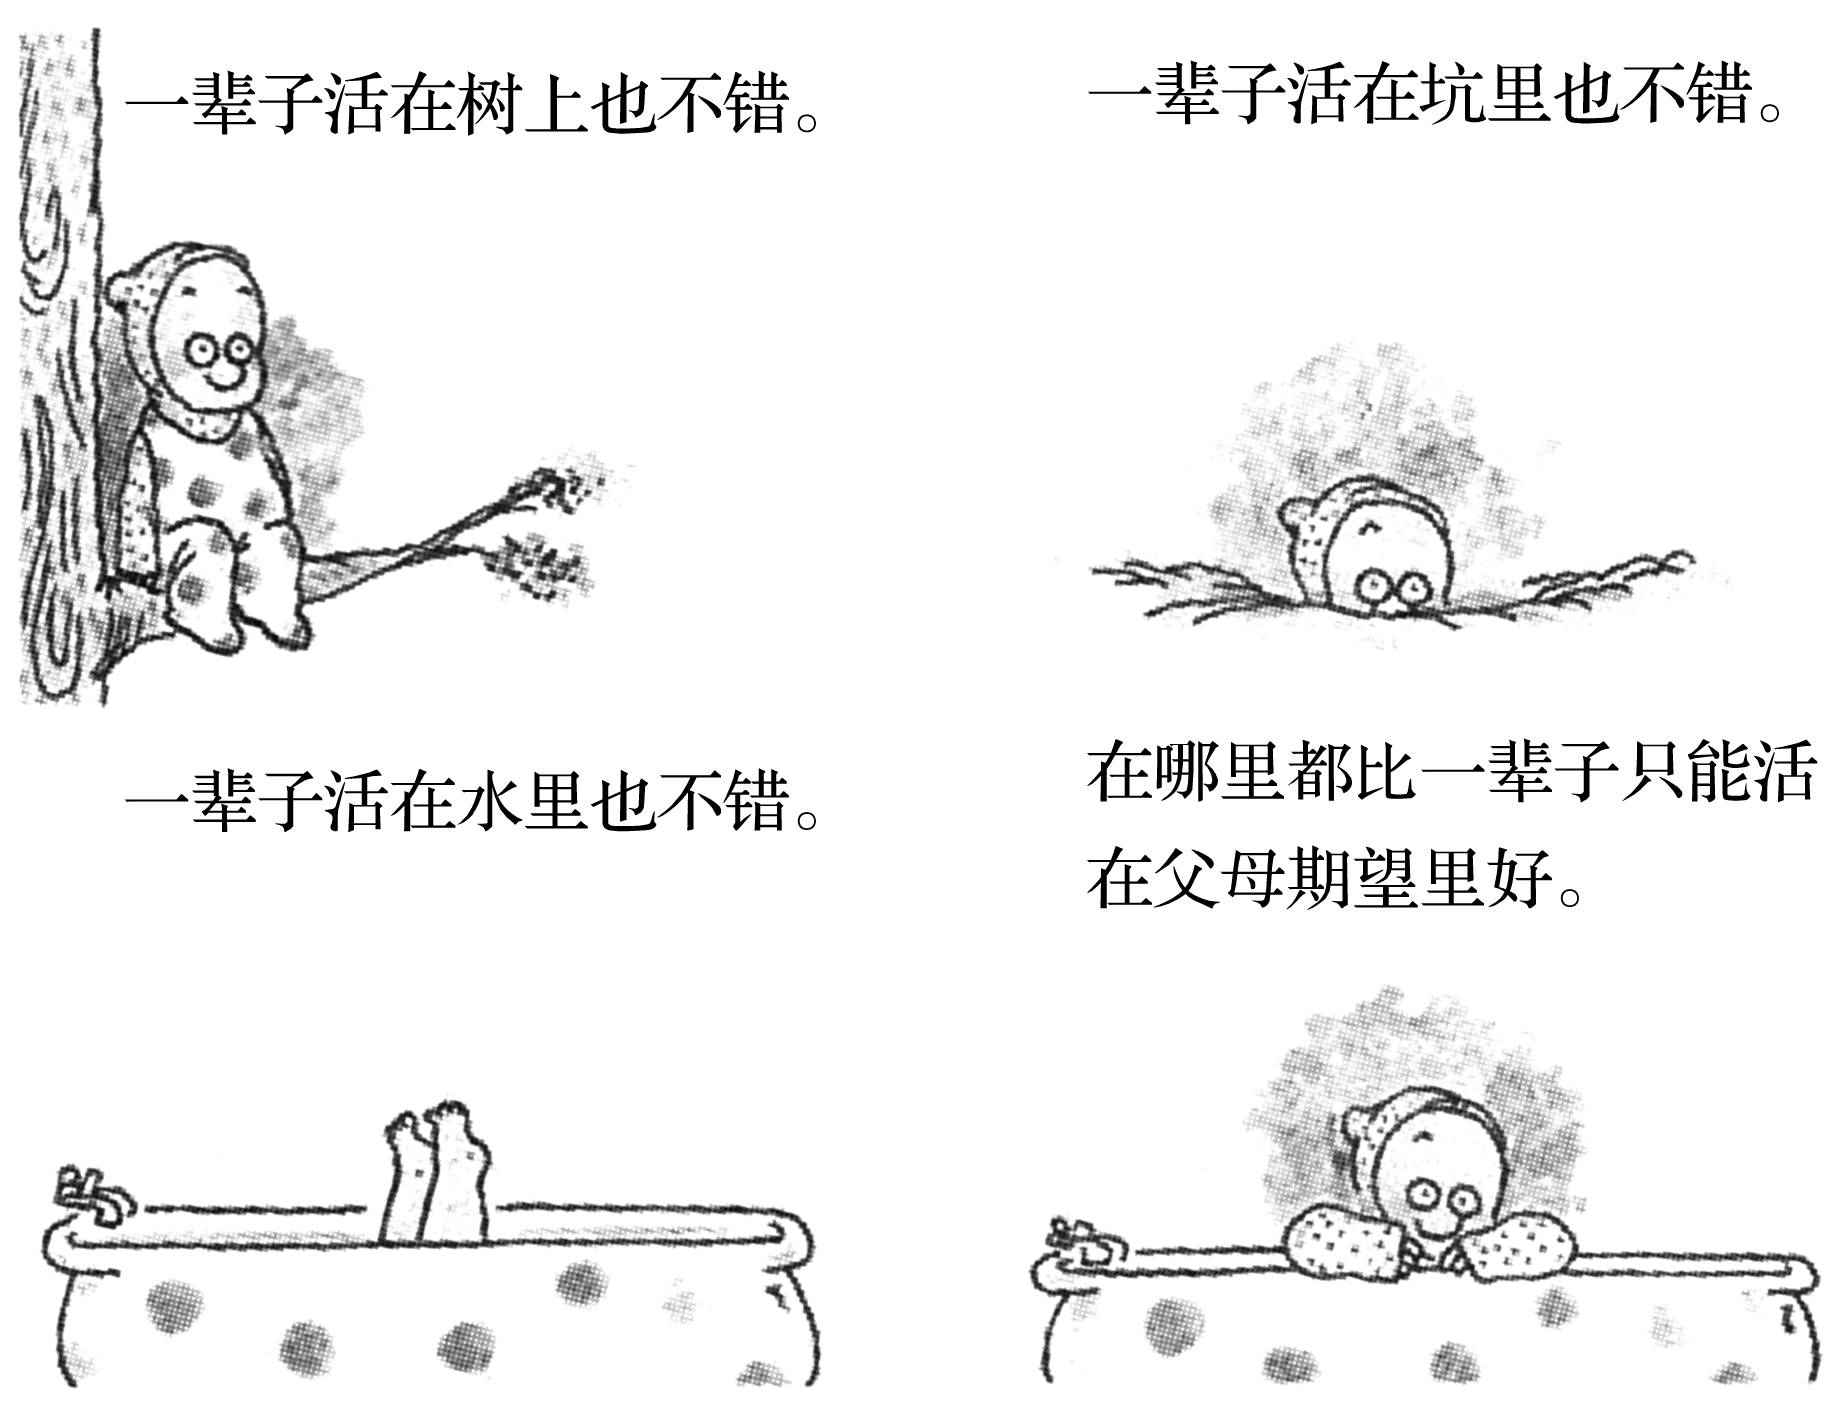 一辈子活在树上也不错。
一辈子活在坑里也不错。
一辈子活在水里也不错。
在哪里都比一辈子只能活
在父母期望里好。